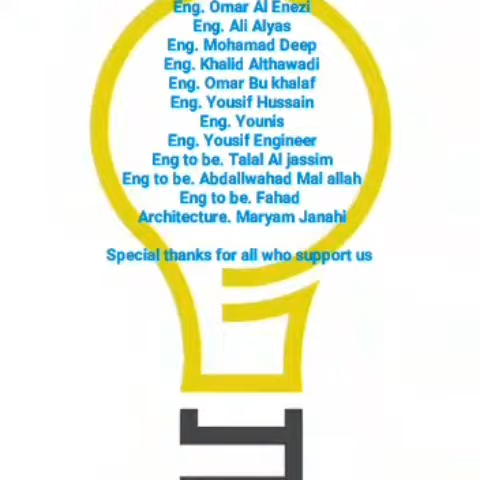 Eng. Omar Al Enezi
Eng. Ali Alyas
Eng. Mohamad Deep
Eng. Khalid Althawadi
Eng. Omar Bu khalaf
Eng. Yousif Hussain
Eng. Younis
Eng. Yousif Engineer
Eng to be. Talal Al jassim
Eng to be. Abdallwahad Mal allah
Eng to be. Fahad
Architecture. Maryam Janahi
Special thanks for all who support us